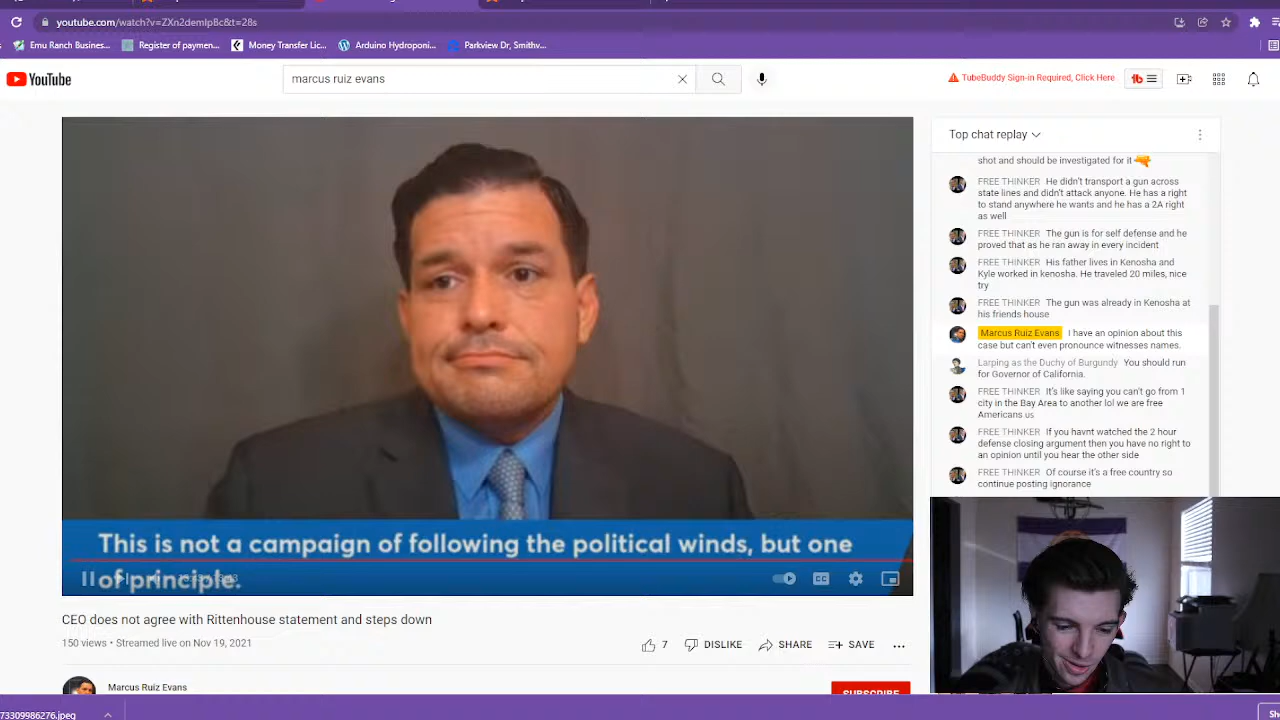 youtube.com/watch?v=ZXn2demIpBc&t=28s
Emu Ranch Business...
Register of paymen...
Money Transfer Lic...
Arduino Hydroponi...
Parkview Dr, Smithv...
YouTube
marcus ruiz evans
TubeBuddy Sign-in Required, Click Here
tb
Top chat replay
shot and should be investigated for it
FREE THINKER He didn't transport a gun across
state lines and didn't attack anyone. He has a right
to stand anywhere he wants and he has a 2A right
as well
FREE THINKER The gun is for self defense and he
proved that as he ran away in every incident
FREE THINKER His father lives in Kenosha and
Kyle worked in kenosha. He traveled 20 miles, nice
try
FREE THINKER The gun was already in Kenosha at
his friends house
Marcus Ruiz Evans I have an opinion about this
case but can't even pronounce witnesses names.
Larping as the Duchy of Burgundy You should run
for Governor of California.
FREE THINKER It's like saying you can't go from 1
city in the Bay Area to another lol we are free
Americans us
FREE THINKER If you havnt watched the 2 hour
defense closing argument then you have no right to
an opinion until you hear the other side
FREE THINKER Of course it's a free country so
continue posting ignorance
This is not a campaign of following the political winds, but one
of principle.
CC
CEO does not agree with Rittenhouse statement and steps down
150 views • Streamed live on Nov 19, 2021
7 DISLIKE SHARE SAVE
Marcus Ruiz Evans
SUBSCRIBE
73309986276.jpeg